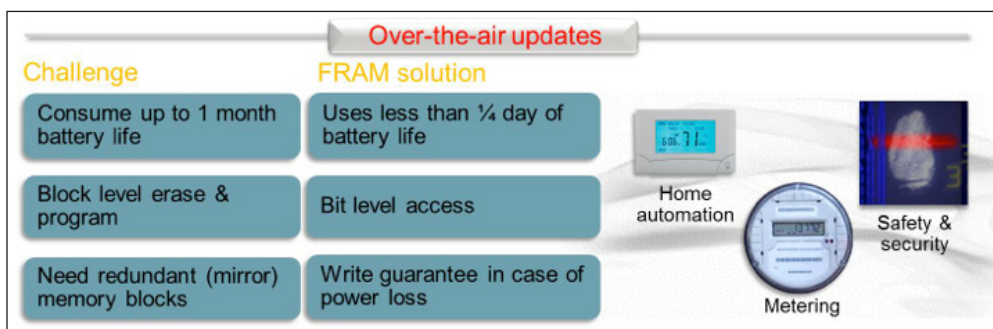 Over-the-air updates
Challenge
FRAM solution
Consume up to 1 month
battery life
Uses less than ¼ day of
battery life
Block level erase &
program
Bit level access
Need redundant (mirror)
memory blocks
Write guarantee in case of
power loss
Home
automation
Metering
Safety &
security